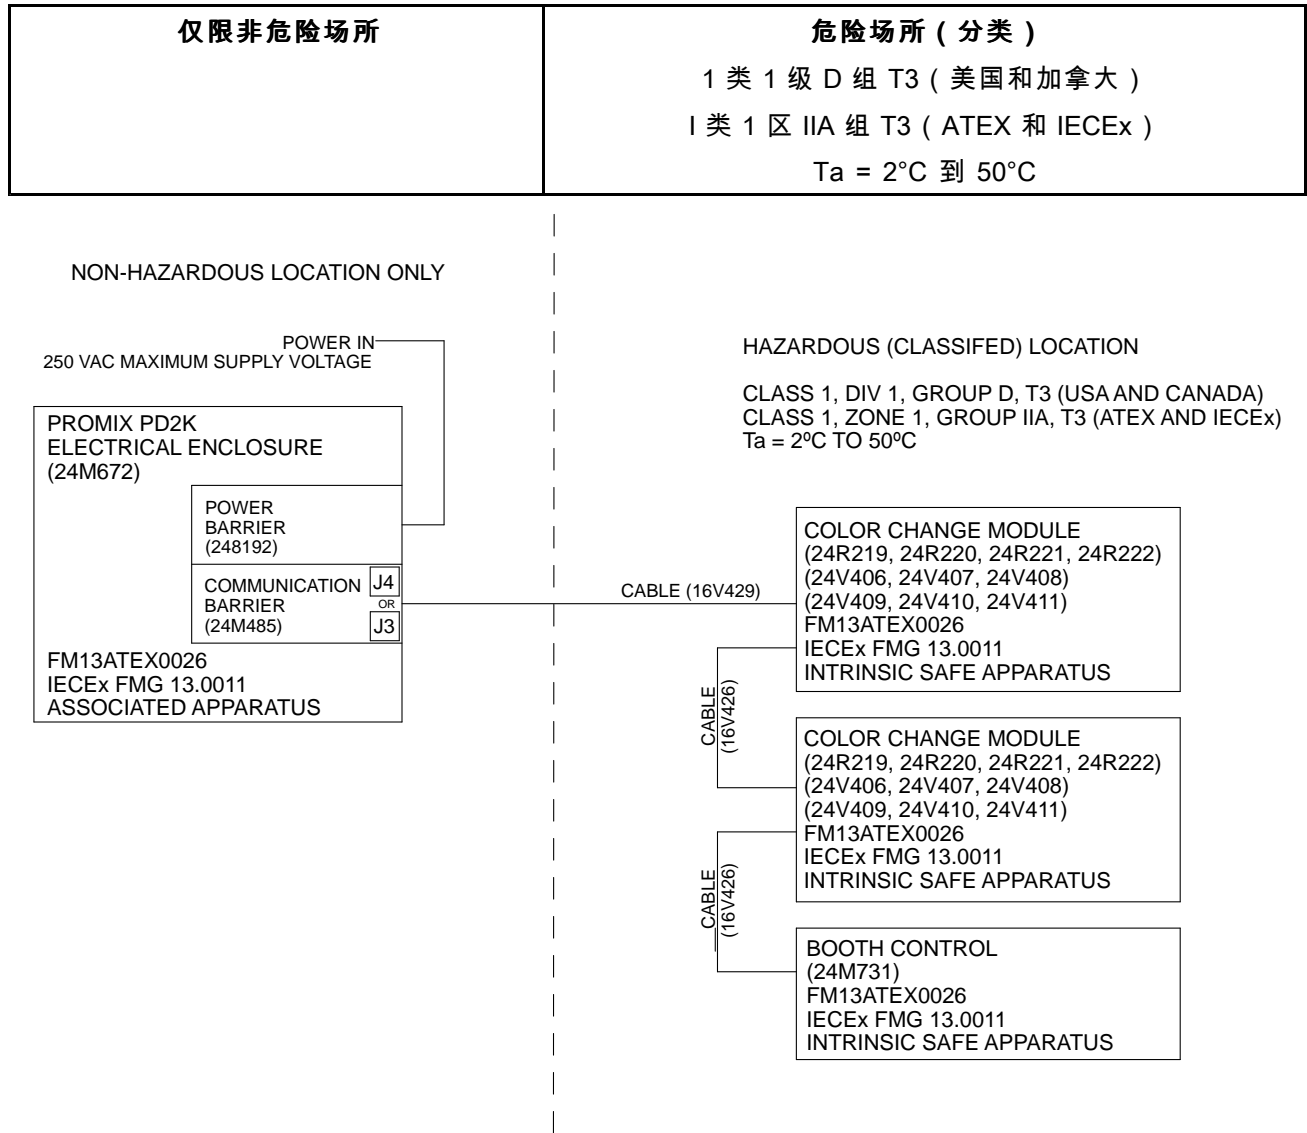 仅限非危险场所
危险场所（分类）
1 类 1 级 D 组 T3（美国和加拿大）
I 类 1 区 IIA 组 T3（ATEX 和 IECEx）
Ta = 2°C 到 50°C
NON-HAZARDOUS LOCATION ONLY
POWER IN
250 VAC MAXIMUM SUPPLY VOLTAGE
PROMIX PD2K
ELECTRICAL ENCLOSURE
(24M672)
POWER
BARRIER
(248192)
COMMUNICATION
BARRIER
(24M485)
J4
OR
J3
FM13ATEX0026
IECEx FMG 13.0011
ASSOCIATED APPARATUS
HAZARDOUS (CLASSIFED) LOCATION
CLASS 1, DIV 1, GROUP D, T3 (USA AND CANADA)
CLASS 1, ZONE 1, GROUP IIA, T3 (ATEX AND IECEx)
Ta = 2ºC TO 50ºC
CABLE (16V429)
COLOR CHANGE MODULE
(24R219, 24R220, 24R221, 24R222)
(24V406, 24V407, 24V408)
(24V409, 24V410, 24V411)
FM13ATEX0026
IECEx FMG 13.0011
INTRINSIC SAFE APPARATUS
CABLE
(16V426)
COLOR CHANGE MODULE
(24R219, 24R220, 24R221, 24R222)
(24V406, 24V407, 24V408)
(24V409, 24V410, 24V411)
FM13ATEX0026
IECEx FMG 13.0011
INTRINSIC SAFE APPARATUS
CABLE
(16V426)
BOOTH CONTROL
(24M731)
FM13ATEX0026
IECEx FMG 13.0011
INTRINSIC SAFE APPARATUS